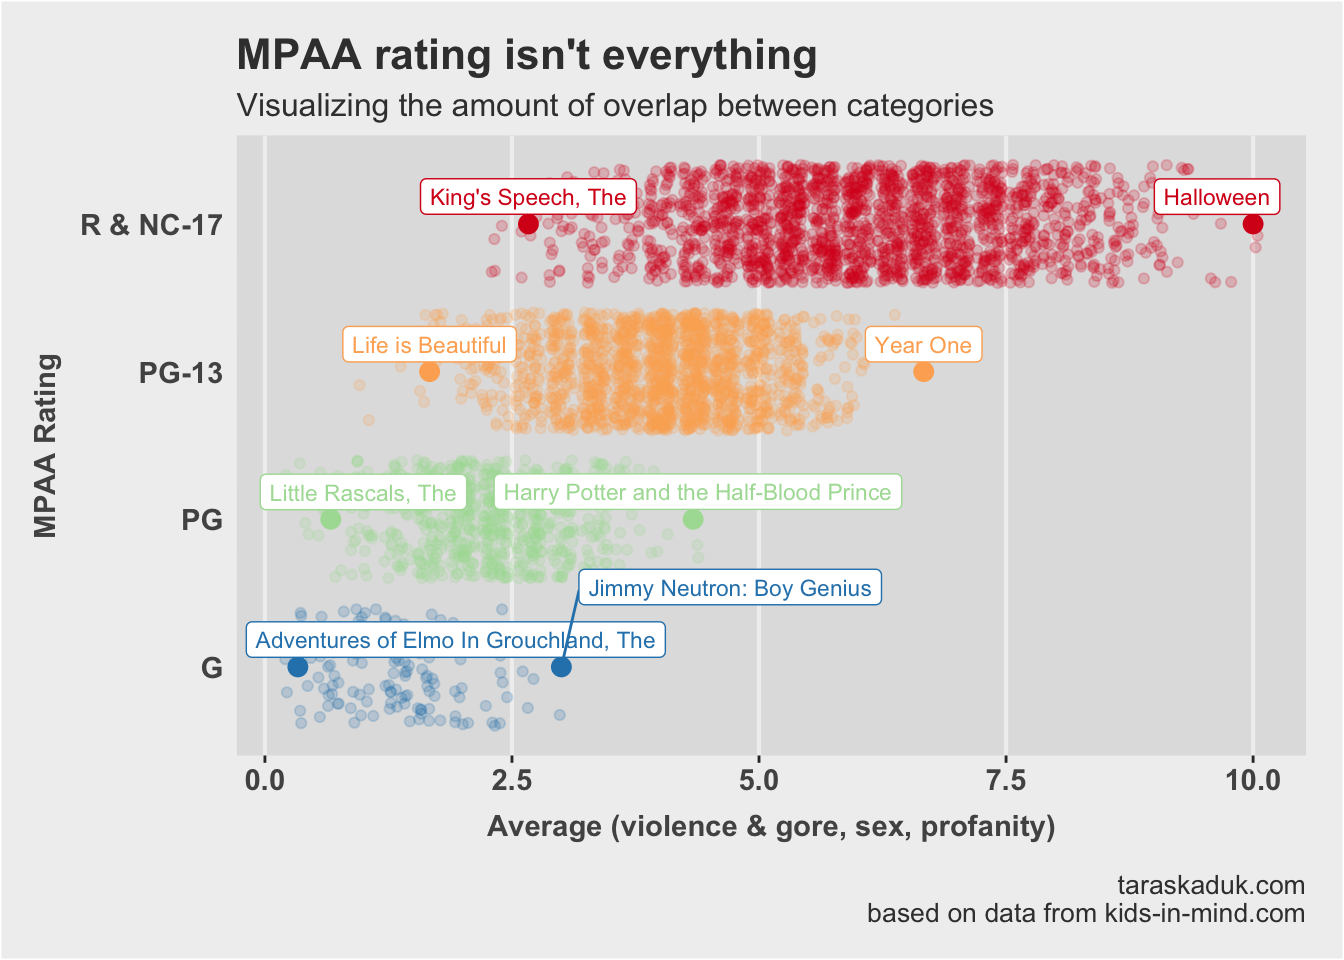 MPAA rating isn't everything
Visualizing the amount of overlap between categories
MPAA Rating
R & NC-17
King's Speech, The
Halloween
PG-13
Life is Beautiful
Year One
PG
Little Rascals, The
Harry Potter and the Half-Blood Prince
Jimmy Neutron: Boy Genius
G
Adventures of Elmo In Grouchland, The
0.0 2.5 5.0 7.5 10.0
Average (violence & gore, sex, profanity)
taraskaduk.com
based on data from kids-in-mind.com